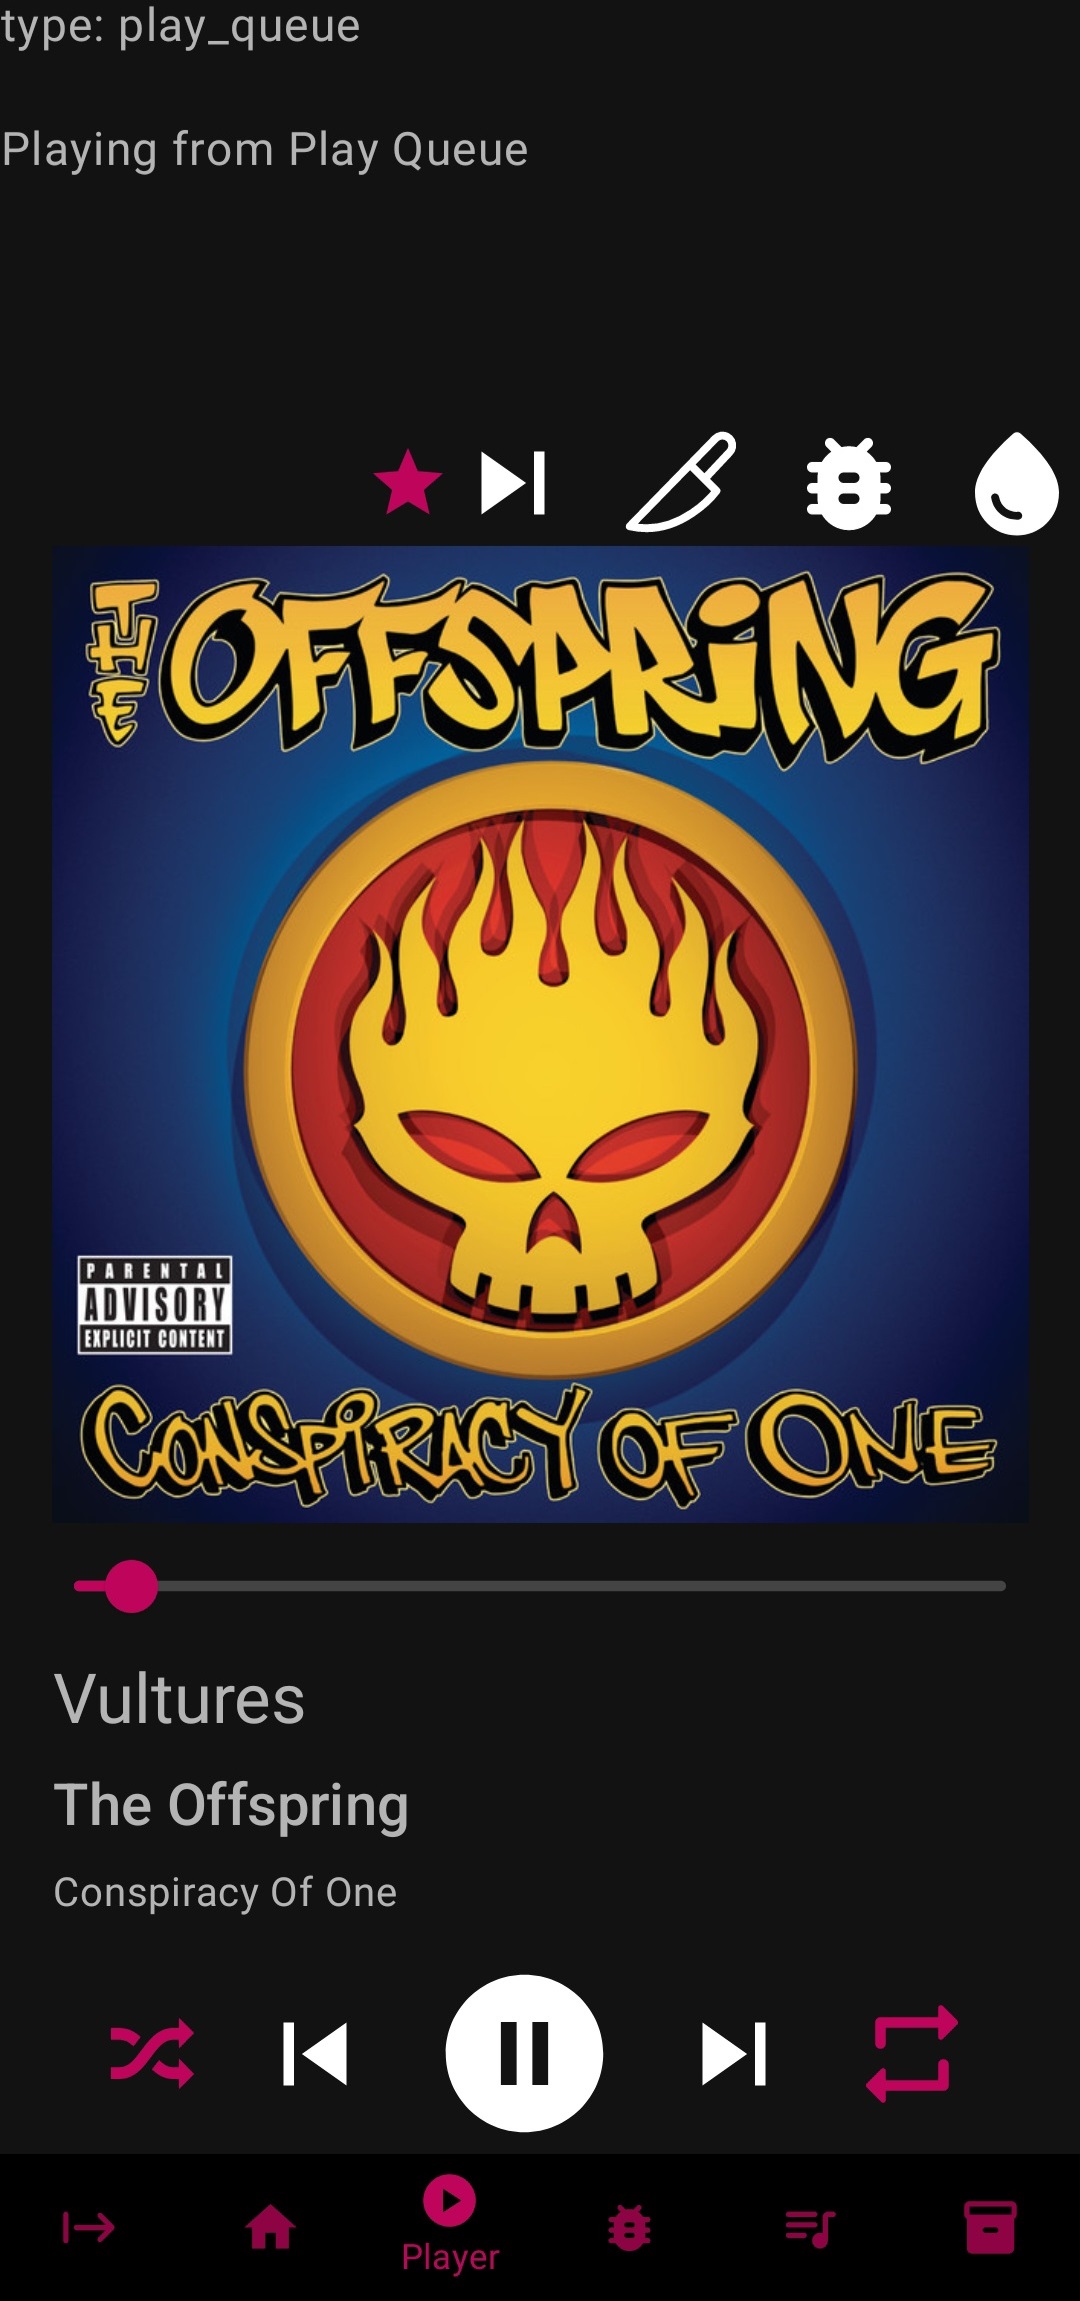 type: play_queue
Playing from Play Queue
THE OFFSPRiNG
PARENTAL
ADVISORY
EXPLICIT CONTENT
CONSPiRACY OF ONE
Vultures
The Offspring
Conspiracy Of One
Player